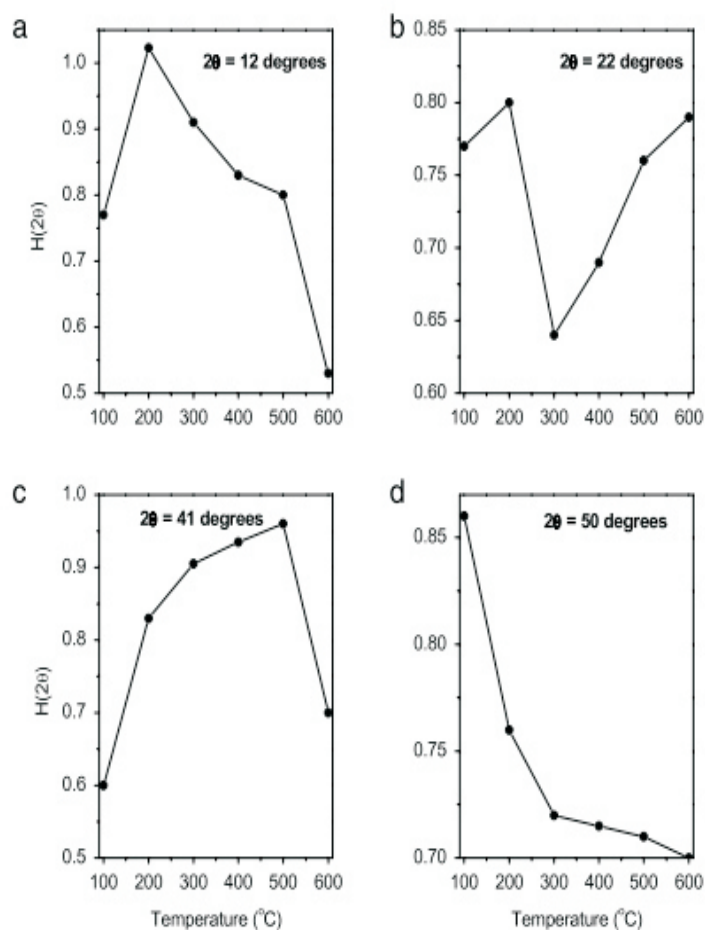 a
2θ = 12 degrees
H(2θ)
1.0
0.9
0.8
0.7
0.6
0.5
100 200 300 400 500 600
b
2θ = 22 degrees
0.85
0.80
0.75
0.70
0.65
0.60
100 200 300 400 500 600
c
2θ = 41 degrees
H(2θ)
1.0
0.9
0.8
0.7
0.6
0.5
100 200 300 400 500 600
Temperature (°C)
d
2θ = 50 degrees
0.85
0.80
0.75
0.70
100 200 300 400 500 600
Temperature (°C)